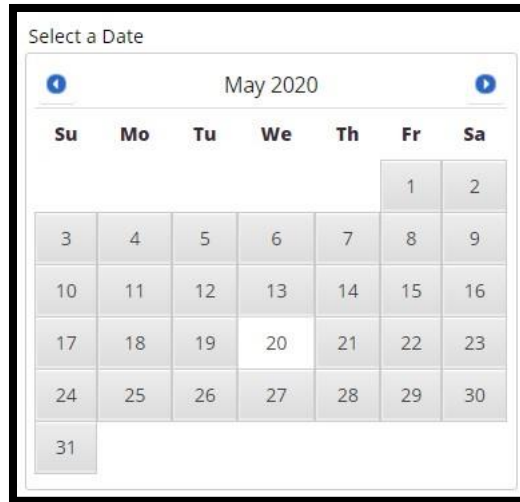 Select a Date
May 2020
Su Mo Tu We Th Fr Sa
1 2
3 4 5 6 7 8 9
10 11 12 13 14 15 16
17 18 19 20 21 22 23
24 25 26 27 28 29 30
31